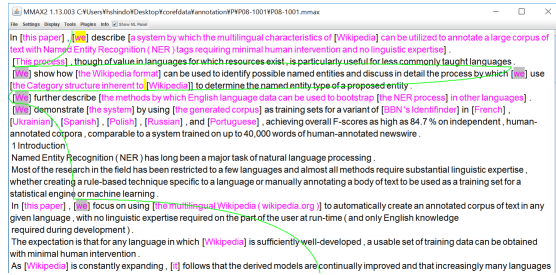 MMAX2 1.13.003 C:¥Users¥hshindo¥Desktop¥corefdata¥annotation¥P¥P08-1001¥P08-1001.mmax
File Settings Display Tools Plugins Info Show ML Panel
In [this paper] , [we] describe [a system by which the multilingual characteristics of [Wikipedia] can be utilized to annotate a large corpus of
text with Named Entity Recognition ( NER ) tags requiring minimal human intervention and no linguistic expertise] .
[This process] , though of value in languages for which resources exist , is particularly useful for less commonly taught languages .
[We] show how [the Wikipedia format] can be used to identify possible named entities and discuss in detail the process by which [we] use
[the Category structure inherent to [Wikipedia]] to determine the named entity type of a proposed entity .
[We] further describe [the methods by which English language data can be used to bootstrap [the NER process] in other languages] .
[We] demonstrate [the system] by using [the generated corpus] as training sets for a variant of [BBN 's Identifinder] in [French] ,
[Ukrainian] , [Spanish] , [Polish] , [Russian] , and [Portuguese] , achieving overall F-scores as high as 84.7 % on independent , human-
annotated corpora , comparable to a system trained on up to 40,000 words of human-annotated newswire .
1 Introduction
Named Entity Recognition ( NER ) has long been a major task of natural language processing .
Most of the research in the field has been restricted to a few languages and almost all methods require substantial linguistic expertise ,
whether creating a rule-based technique specific to a language or manually annotating a body of text to be used as a training set for a
statistical engine or machine learning .
In [this paper] , [we] focus on using [the multilingual Wikipedia ( wikipedia.org )] to automatically create an annotated corpus of text in any
given language , with no linguistic expertise required on the part of the user at run-time ( and only English knowledge
required during development ) .
The expectation is that for any language in which [Wikipedia] is sufficiently well-developed , a usable set of training data can be obtained
with minimal human intervention .
As [Wikipedia] is constantly expanding , [it] follows that the derived models are continually improved and that increasingly many languages